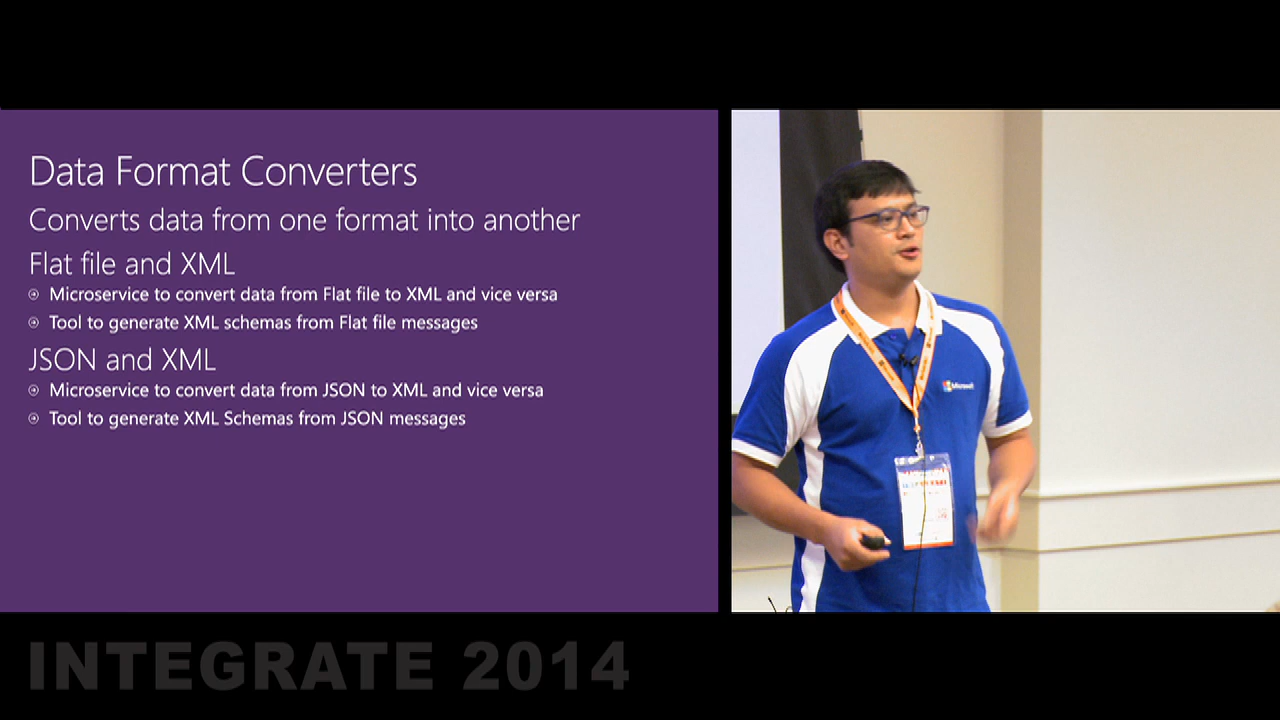 Data Format Converters
Converts data from one format into another
Flat file and XML
Microservice to convert data from Flat file to XML and vice versa
Tool to generate XML schemas from Flat file messages
JSON and XML
Microservice to convert data from JSON to XML and vice versa
Tool to generate XML Schemas from JSON messages
Microsoft
INTEGRATE 2014